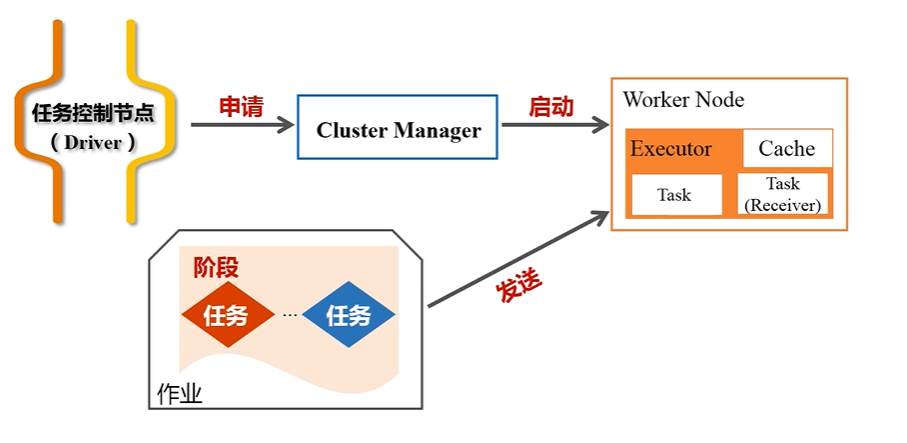 任务控制节点
（Driver）
申请
Cluster Manager
启动
Worker Node
Executor
Cache
Task
Task
(Receiver)
发送
阶段
任务
...
任务
作业